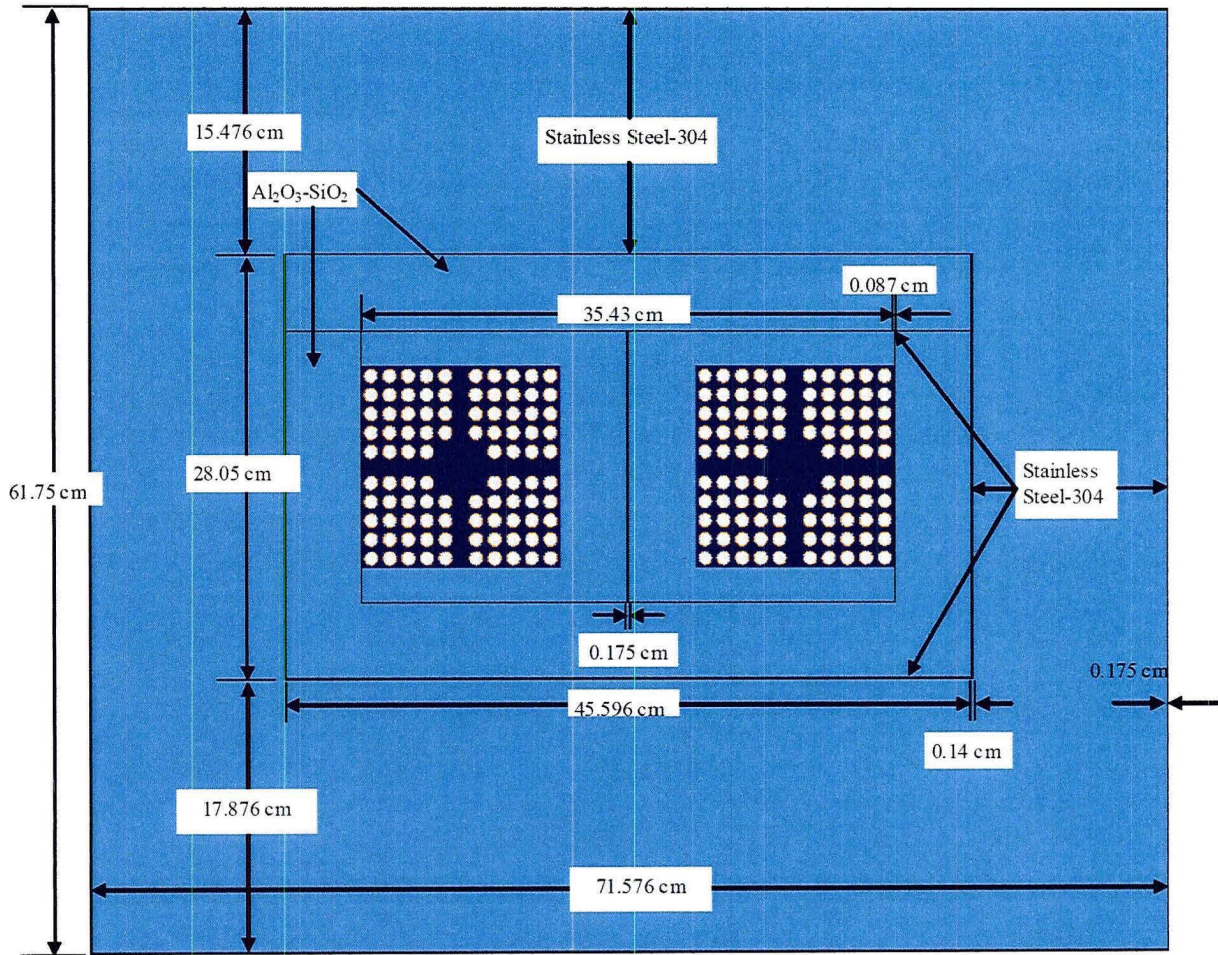 15.476 cm
Stainless Steel-304
Al₂O₃-SiO₂
0.087 cm
35.43 cm
28.05 cm
61.75 cm
Stainless
Steel-304
0.175 cm
0.175 cm
45.596 cm
0.14 cm
17.876 cm
71.576 cm